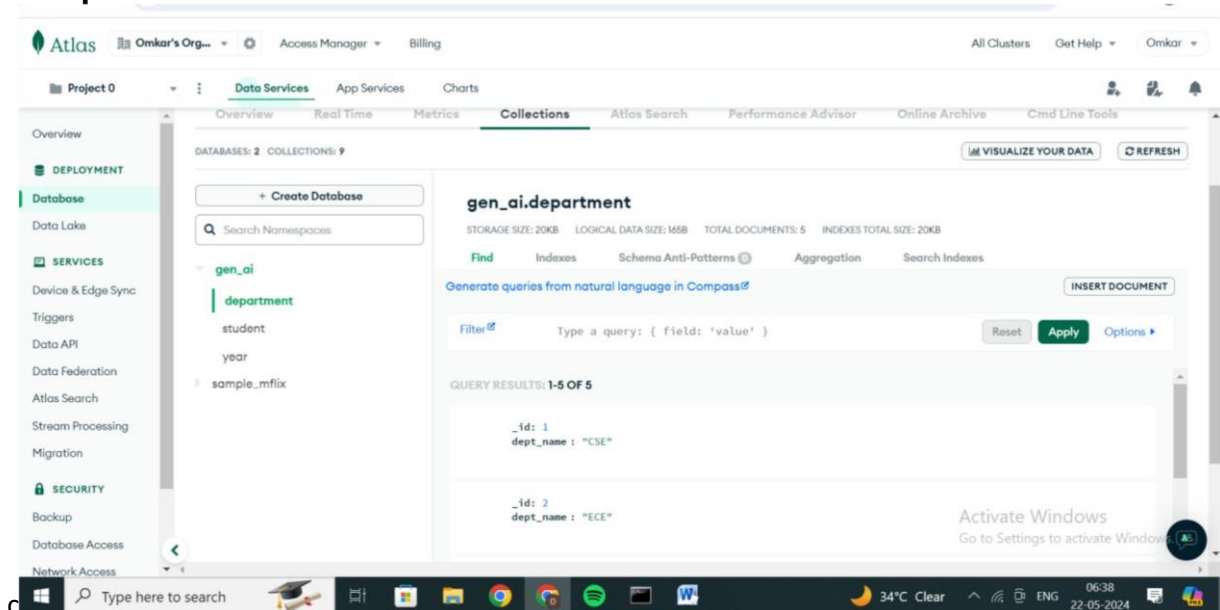 Atlas Omkar's Org... Access Manager Billing All Clusters Get Help Omkar
Project 0 Data Services App Services Charts
Overview Real Time Metrics Collections Atlas Search Performance Advisor Online Archive Cmd Line Tools
Overview
DATABASES: 2 COLLECTIONS: 9 VISUALIZE YOUR DATA REFRESH
DEPLOYMENT
Database
Data Lake
SERVICES
Device & Edge Sync
Triggers
Data API
Data Federation
Atlas Search
Stream Processing
Migration
SECURITY
Backup
Database Access
Network Access
+ Create Database
Search Namespaces
gen_ai
department
student
year
sample_mflix
gen_ai.department
STORAGE SIZE: 20KB LOGICAL DATA SIZE: 165B TOTAL DOCUMENTS: 5 INDEXES TOTAL SIZE: 20KB
Find Indexes Schema Anti-Patterns 0 Aggregation Search Indexes
Generate queries from natural language in Compass
INSERT DOCUMENT
Filter Type a query: { field: 'value' } Reset Apply Options
QUERY RESULTS: 1-5 OF 5
_id: 1
dept_name : "CSE"
_id: 2
dept_name : "ECE"
Activate Windows
Go to Settings to activate Windows.
Type here to search 34°C Clear ENG 06:38
22-05-2024